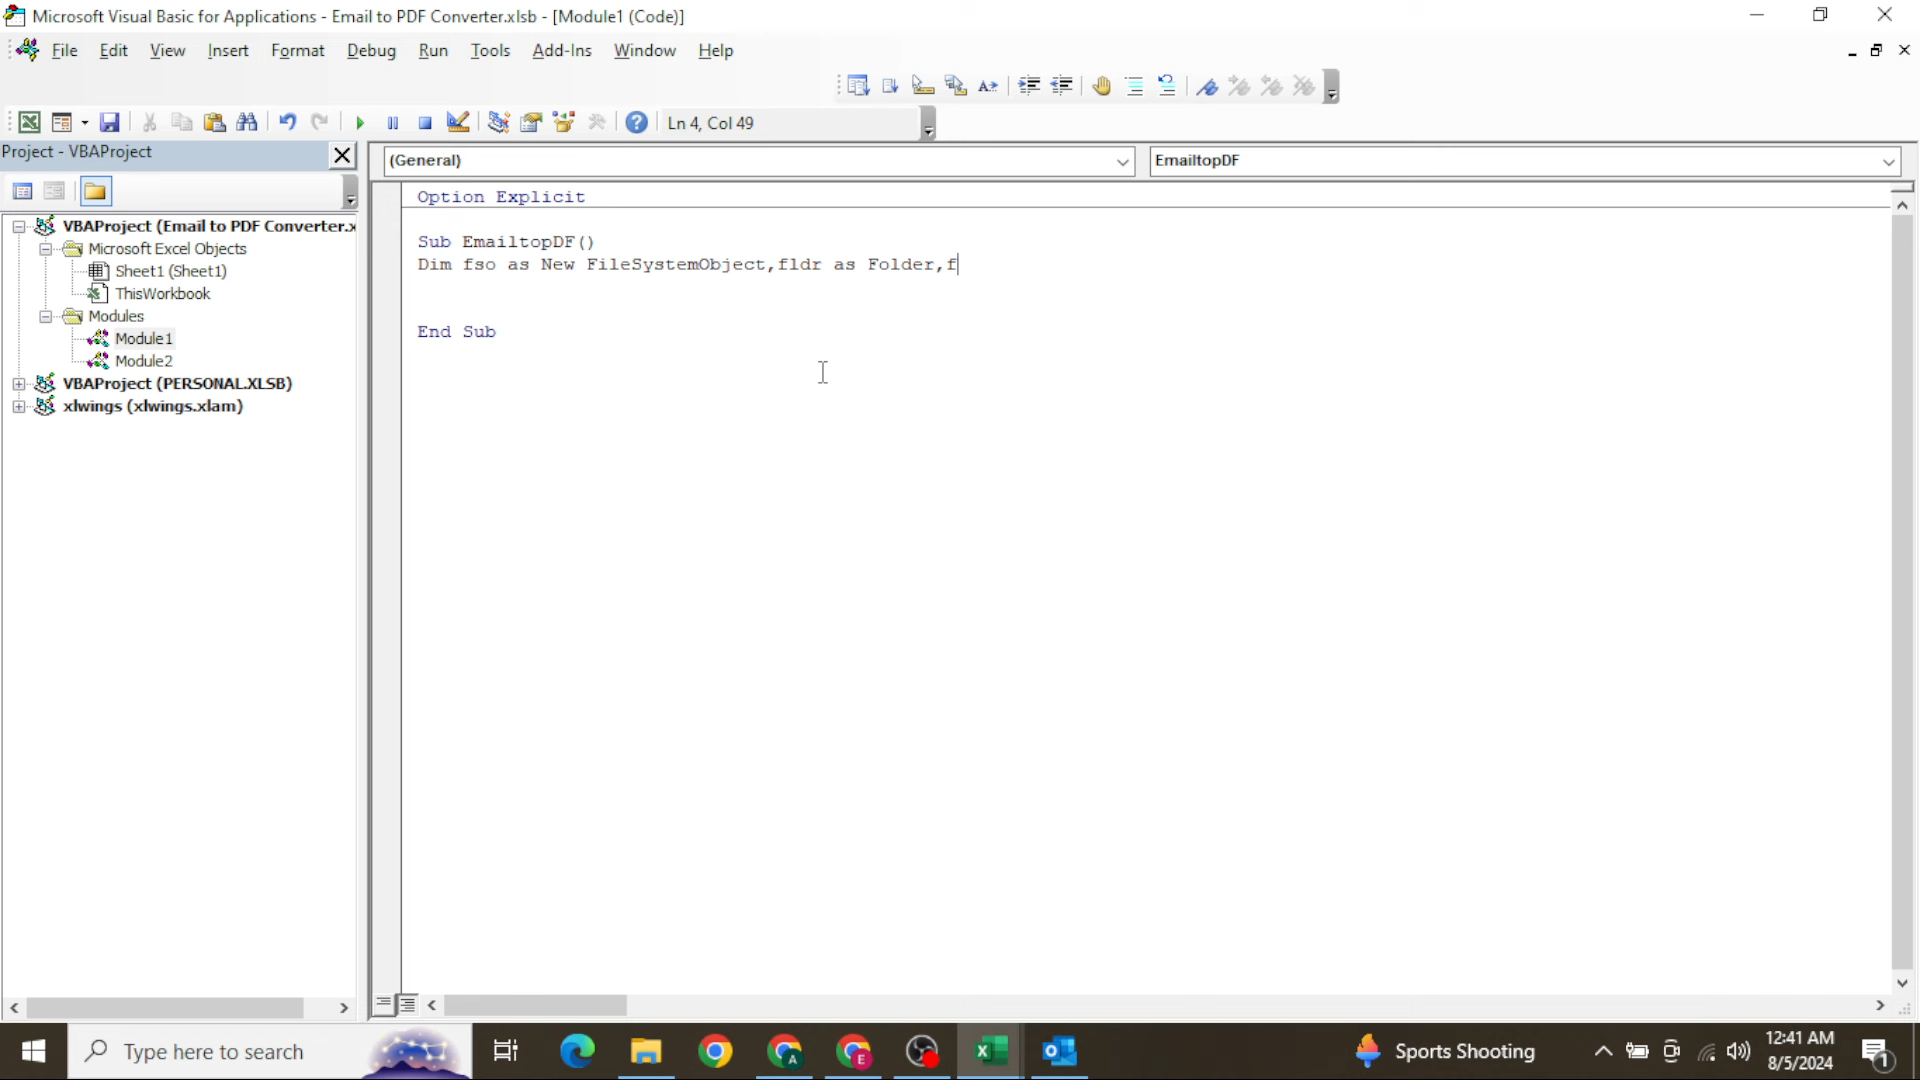 Microsoft Visual Basic for Applications - Email to PDF Converter.xlsb - [Module1 (Code)]
File Edit View Insert Format Debug Run Tools Add-Ins Window Help
Ln 4, Col 49
Project - VBAProject
(General)
EmailtopDF
VBAProject (Email to PDF Converter.x
Microsoft Excel Objects
Sheet1 (Sheet1)
ThisWorkbook
Modules
Module1
Module2
VBAProject (PERSONAL.XLSB)
xlwings (xlwings.xlam)
Option Explicit
Sub EmailtopDF()
Dim fso as New FileSystemObject,fldr as Folder,f
End Sub
Type here to search
Sports Shooting
12:41 AM
8/5/2024
1